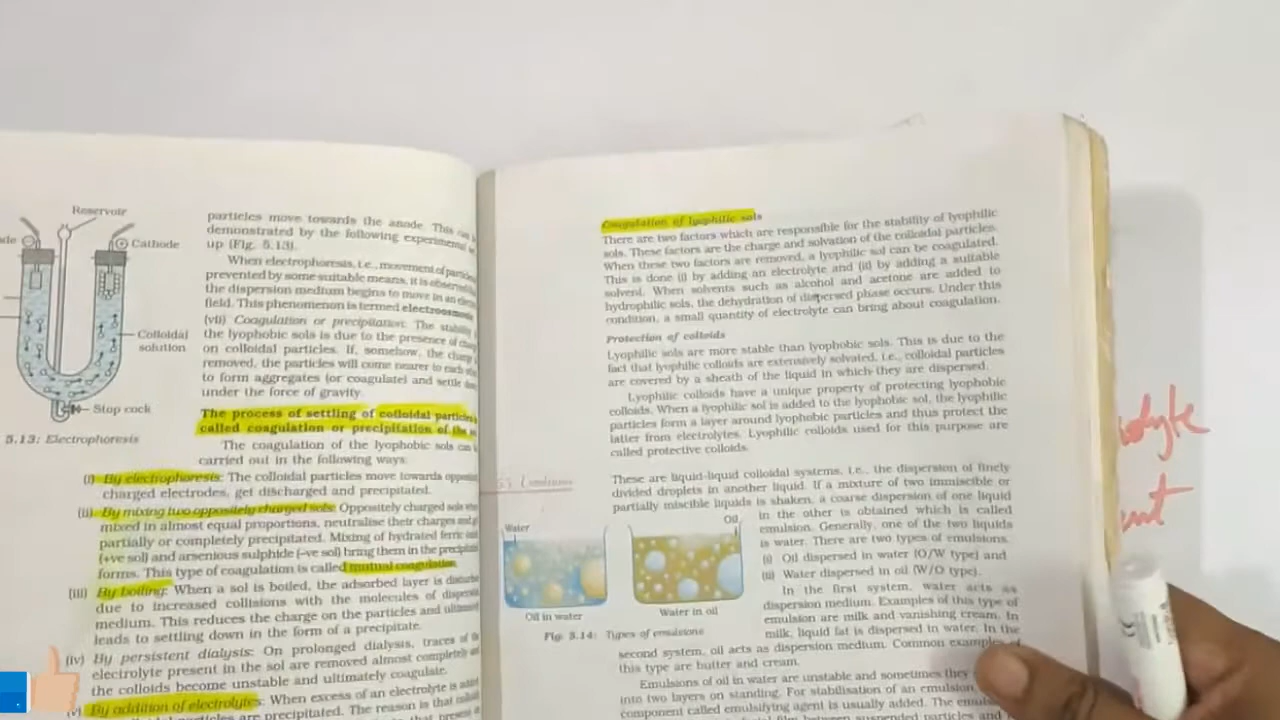 Reservoir
Cathode
Colloidal
solution
Stop cock
5.13: Electrophoresis
particles move towards the anode. This can
demonstrated by the following experimental
up (Fig. 5.13).
When electrophoresis, i.e., movement of
prevented by some suitable means, it is
the dispersion medium begins to move in an
field. This phenomenon is termed
(vii) Coagulation or precipitation: The
the lyophobic sols is due to the presence of
on colloidal particles. If, somehow, the
removed, the particles will come nearer to
to form aggregates (or coagulate) and settle
under the force of gravity.
The process of settling of colloidal particles
called coagulation or precipitation of the
The coagulation of the lyophobic sols
carried out in the following ways:
(i) By electrophoresis: The colloidal particles move towards
charged electrodes, get discharged and precipitated.
(ii) By mixing two oppositely charged sols: Oppositely charged sols
mixed in almost equal proportions, neutralise their charges and
partially or completely precipitated. Mixing of hydrated ferric
(+ve sol) and arsenious sulphide (-ve sol) bring them in the
forms. This type of coagulation is called mutual coagulation
(iii) By boiling: When a sol is boiled, the adsorbed layer is
due to increased collisions with the molecules of
medium. This reduces the charge on the particles and
leads to settling down in the form of a precipitate.
(iv) By persistent dialysis: On prolonged dialysis, traces of
electrolyte present in the sol are removed almost completely
the colloids become unstable and ultimately coagulate.
(v) By addition of electrolytes: When excess of an electrolyte is
particles are precipitated. The reason is that
Coagulation of lyophilic sols
There are two factors which are responsible for the stability of lyophilic
sols. These factors are the charge and solvation of the colloidal particles.
When these two factors are removed, a lyophilic sol can be coagulated.
This is done (i) by adding an electrolyte and (ii) by adding a suitable
solvent. When solvents such as alcohol and acetone are added to
hydrophilic sols, the dehydration of dispersed phase occurs. Under this
condition, a small quantity of electrolyte can bring about coagulation.
Protection of colloids
Lyophilic sols are more stable than lyophobic sols. This is due to the
fact that lyophilic colloids are extensively solvated, i.e., colloidal particles
are covered by a sheath of the liquid in which they are dispersed.
Lyophilic colloids have a unique property of protecting lyophobic
colloids. When a lyophilic sol is added to the lyophobic sol, the lyophilic
particles form a layer around lyophobic particles and thus protect the
latter from electrolytes. Lyophilic colloids used for this purpose are
called protective colloids.
Emulsions
These are liquid-liquid colloidal systems, i.e., the dispersion of finely
divided droplets in another liquid. If a mixture of two immiscible or
partially miscible liquids is shaken, a coarse dispersion of one liquid
in the other is obtained which is called
emulsion. Generally, one of the two liquids
is water. There are two types of emulsions.
(i) Oil dispersed in water (O/W type) and
(ii) Water dispersed in oil (W/O type).
In the first system, water acts as
dispersion medium. Examples of this type of
emulsion are milk and vanishing cream. In
milk, liquid fat is dispersed in water. In the
second system, oil acts as dispersion medium. Common examples of
this type are butter and cream.
Emulsions of oil in water are unstable and sometimes they
into two layers on standing. For stabilisation of an emulsion,
component called emulsifying agent is usually added. The
film between suspended particles and
Water
Oil
Oil in water
Water in oil
Fig. 5.14: Types of emulsions